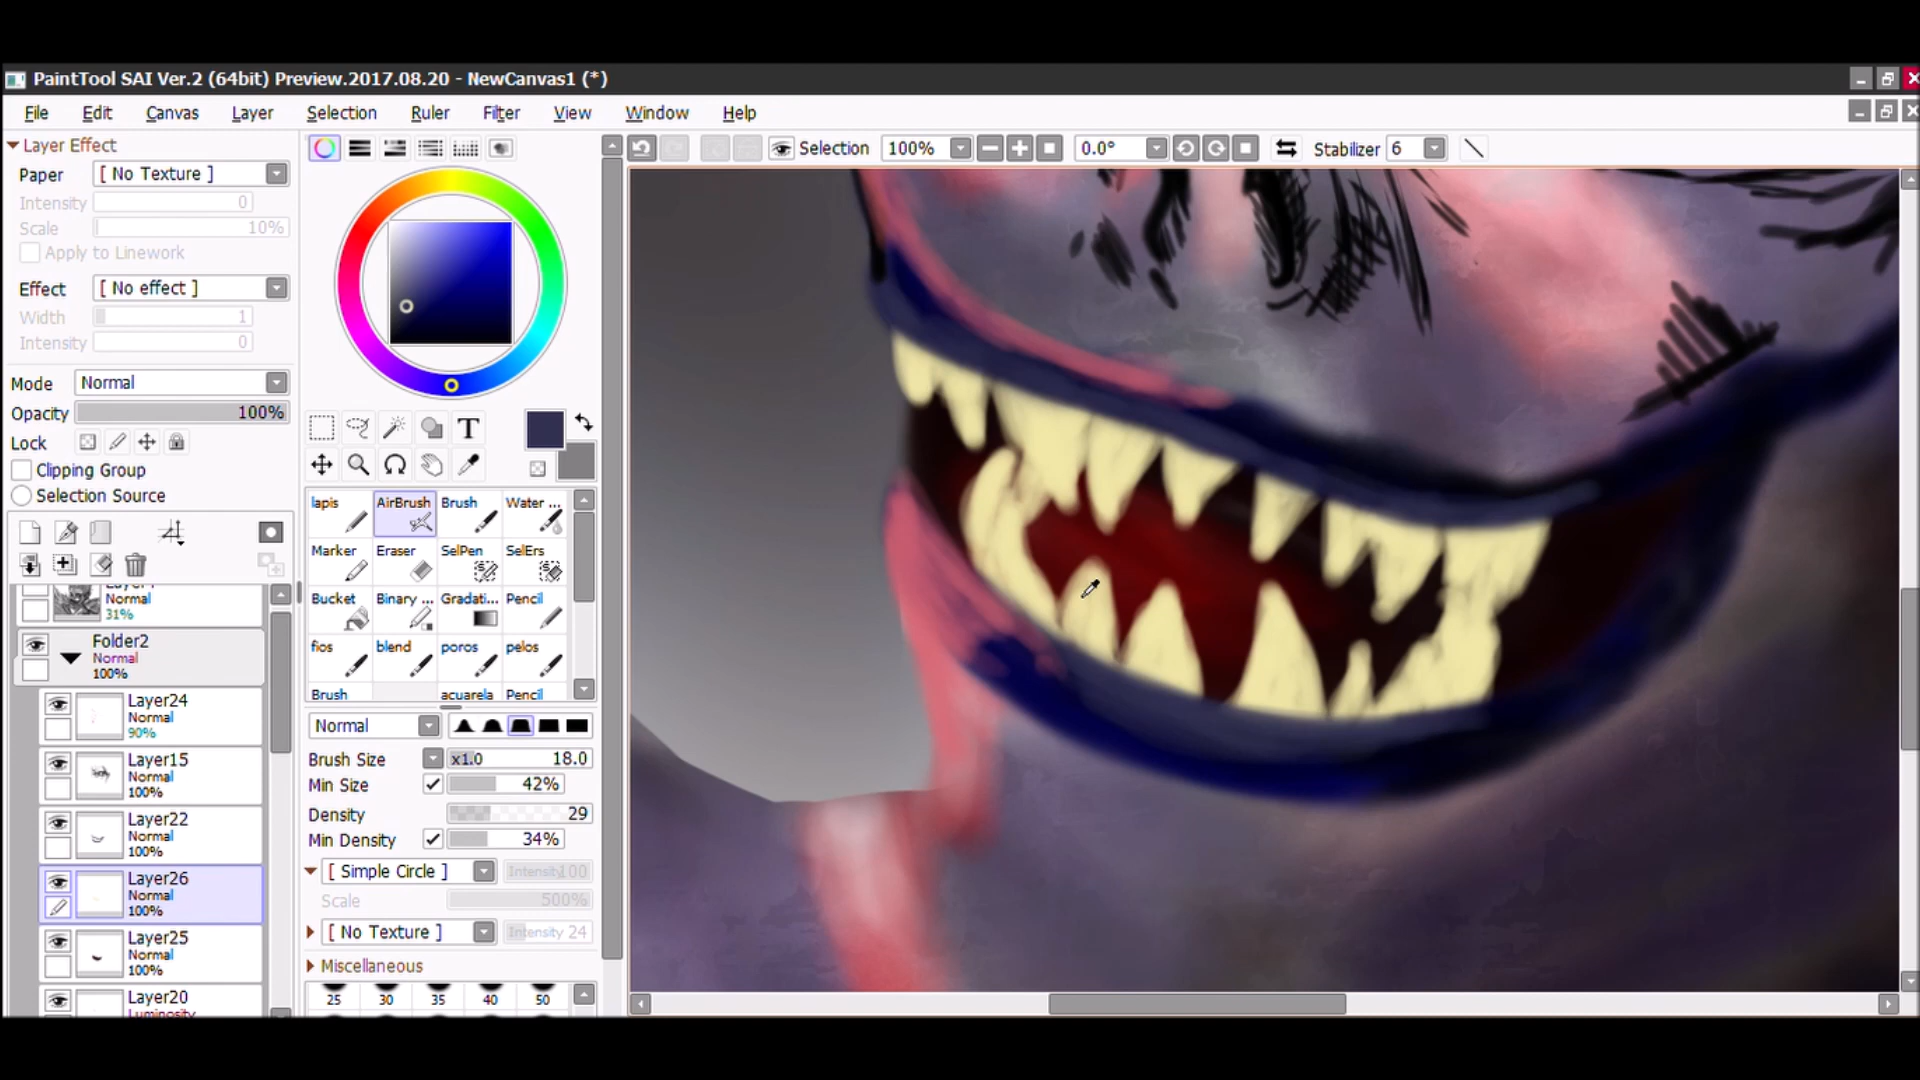 PaintTool SAI Ver.2 (64bit) Preview.2017.08.20 - NewCanvas1 (*)
File Edit Canvas Layer Selection Ruler Filter View Window Help
Layer Effect
Paper [ No Texture ]
Intensity 0
Scale 10%
Apply to Linework
Effect [ No effect ]
Width 1
Intensity 0
Mode Normal
Opacity 100%
Lock
Clipping Group
Selection Source
Normal
31%
Folder2
Normal
100%
Layer24
Normal
90%
Layer15
Normal
100%
Layer22
Normal
100%
Layer26
Normal
100%
Layer25
Normal
100%
Layer20
Luminosity
T
lapis AirBrush Brush Water ...
Marker Eraser SelPen SelErs
Bucket Binary ... Gradati... Pencil
fios blend poros pelos
Brush acuarela Pencil
Normal
Brush Size x1.0 18.0
Min Size 42%
Density 29
Min Density 34%
[ Simple Circle ] Intensity 100
Scale 500%
[ No Texture ] Intensity 24
Miscellaneous
25 30 35 40 50
Selection 100% 0.0° Stabilizer 6